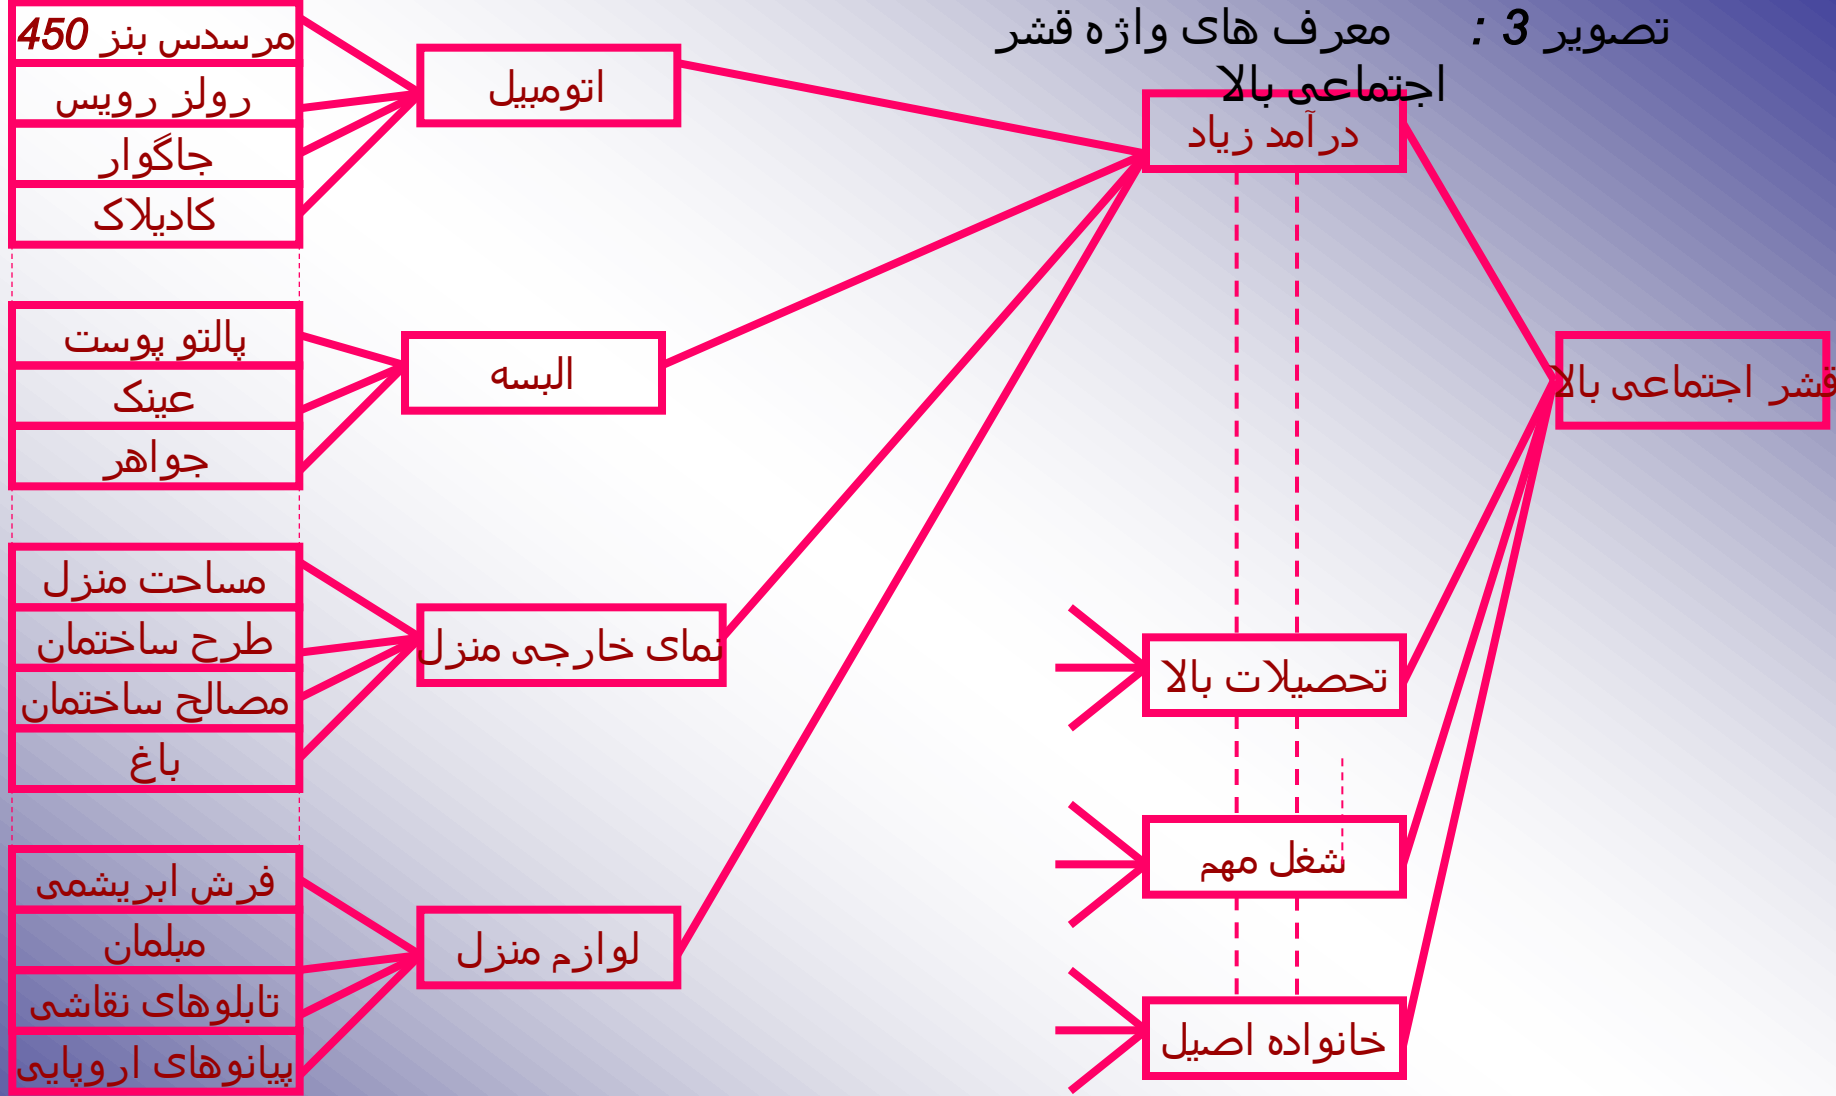 تصویر 3 : معرف های واژه قشر
اجتماعی بالا
قشر اجتماعی بالا
درآمد زیاد
تحصیلات بالا
شغل مهم
خانواده اصیل
اتومبیل
البسه
نمای خارجی منزل
لوازم منزل
مرسدس بنز 450
رولز رویس
جاگوار
کادیلاک
پالتو پوست
عینک
جواهر
مساحت منزل
طرح ساختمان
مصالح ساختمان
باغ
فرش ابریشمی
مبلمان
تابلوهای نقاشی
پیانوهای اروپایی